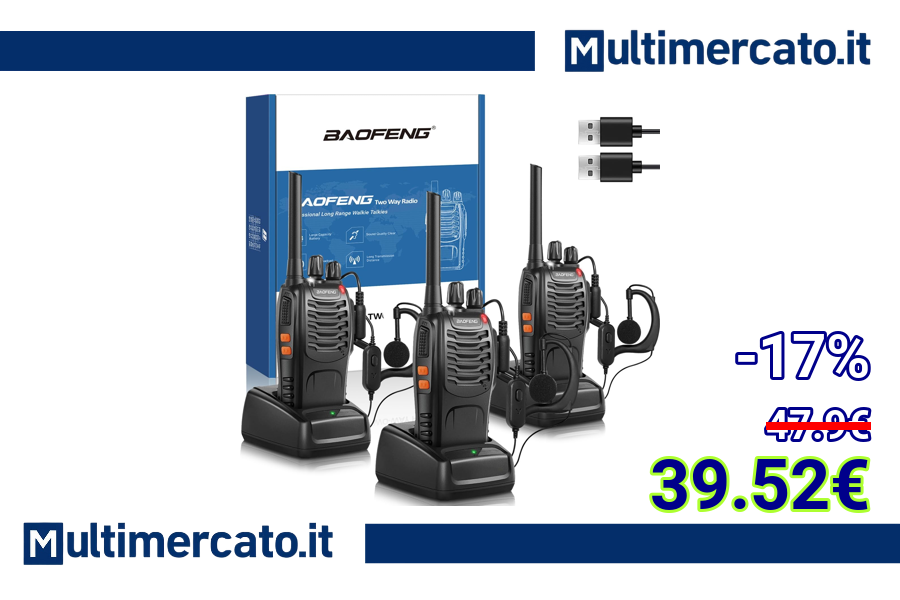 Multimercato.it
BAOFENG®
AOFENG Two Way Radio
ssional Long Range Walkie Talkies
BAOFENG
BAOFENG
BAOFENG
TW
-17%
47.9€
39.52€
Multimercato.it